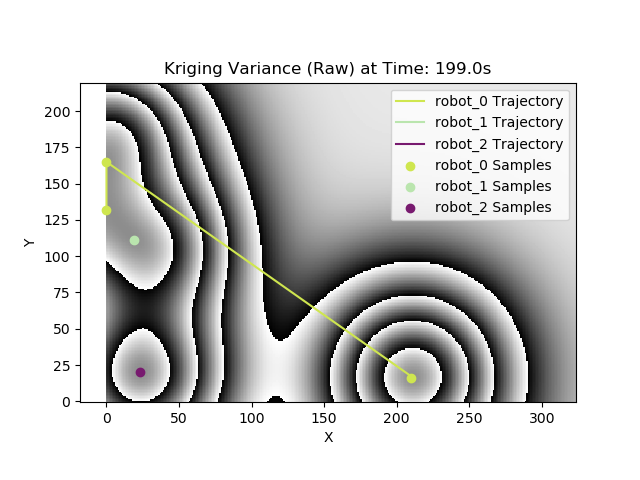 Kriging Variance (Raw) at Time: 199.0s
robot_0 Trajectory
robot_1 Trajectory
robot_2 Trajectory
robot_0 Samples
robot_1 Samples
robot_2 Samples
Y
200
175
150
125
100
75
50
25
0
0 50 100 150 200 250 300
X